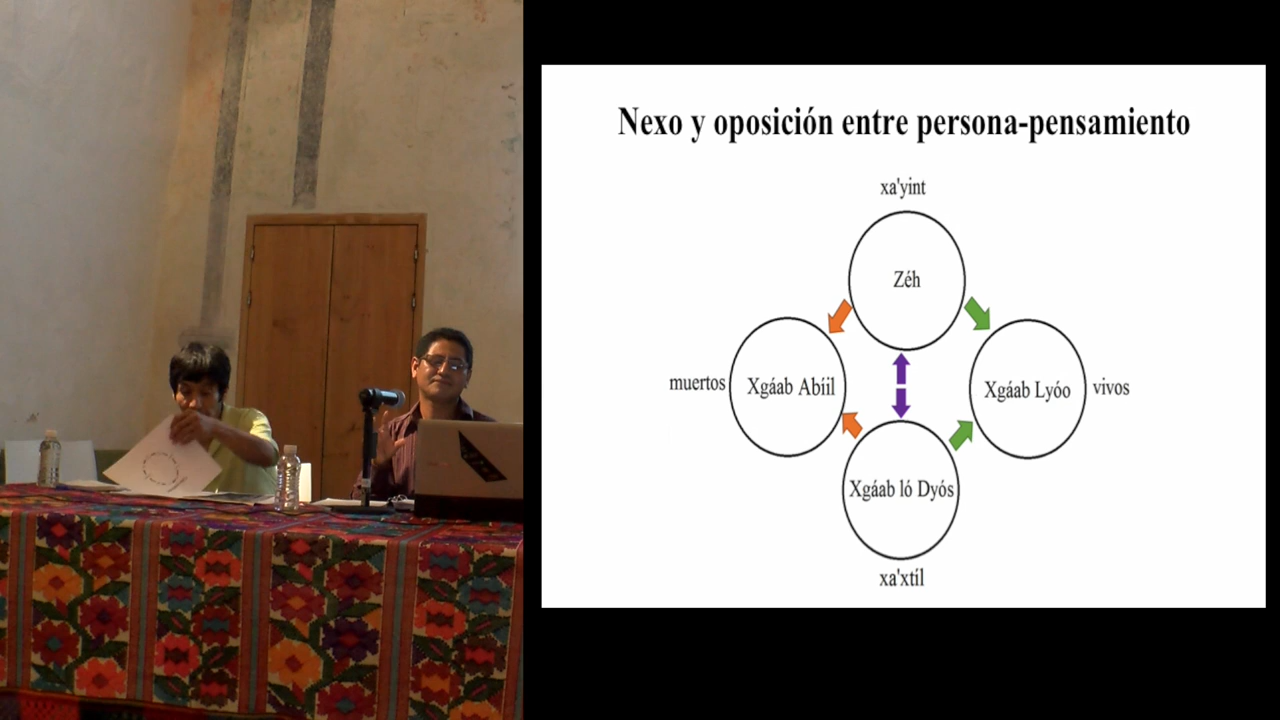 Nexo y oposición entre persona-pensamiento
xa'yint
Zéh
muertos
Xgáab Abíil
Xgáab Lyóo
vivos
Xgáab ló Dyós
xa'xtíl